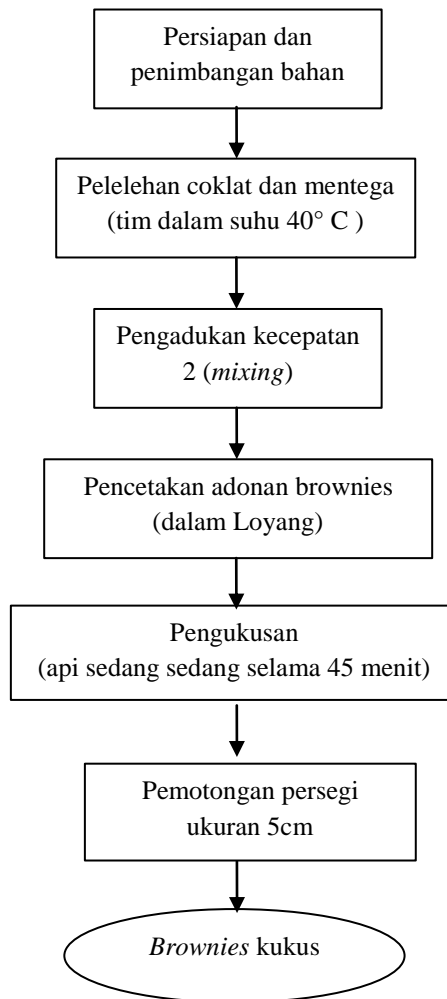 Persiapan dan
penimbangan bahan
Pelelehan coklat dan mentega
(tim dalam suhu 40° C )
Pengadukan kecepatan
2 (mixing)
Pencetakan adonan brownies
(dalam Loyang)
Pengukusan
(api sedang sedang selama 45 menit)
Pemotongan persegi
ukuran 5cm
Brownies kukus